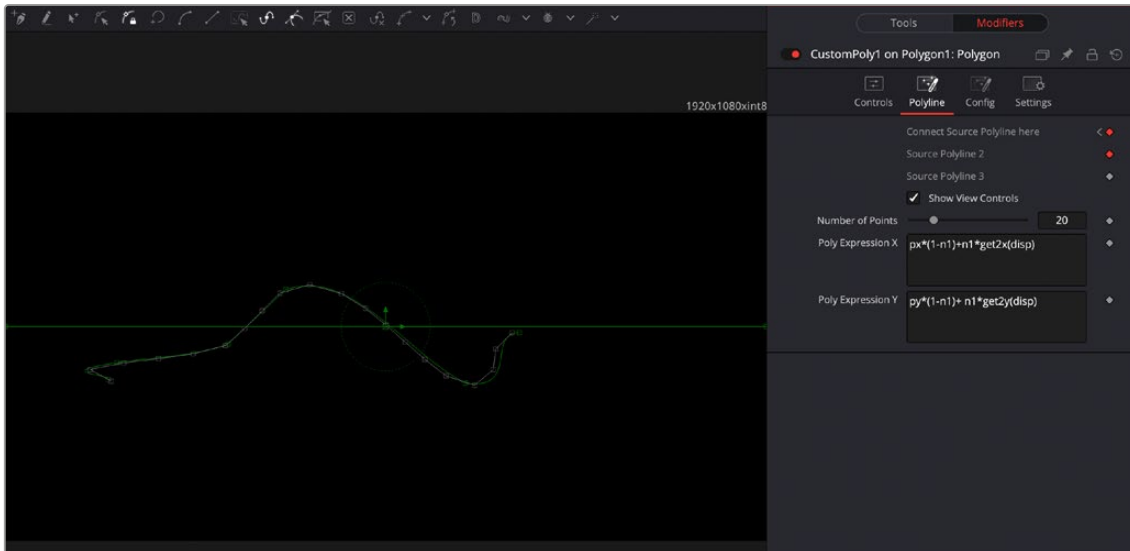 Tools Modifiers
CustomPoly1 on Polygon1: Polygon
Controls Polyline Config Settings
1920x1080xint8
Connect Source Polyline here
Source Polyline 2
Source Polyline 3
Show View Controls
Number of Points 20
Poly Expression X px*(1-n1)+n1*get2x(disp)
Poly Expression Y py*(1-n1)+ n1*get2y(disp)